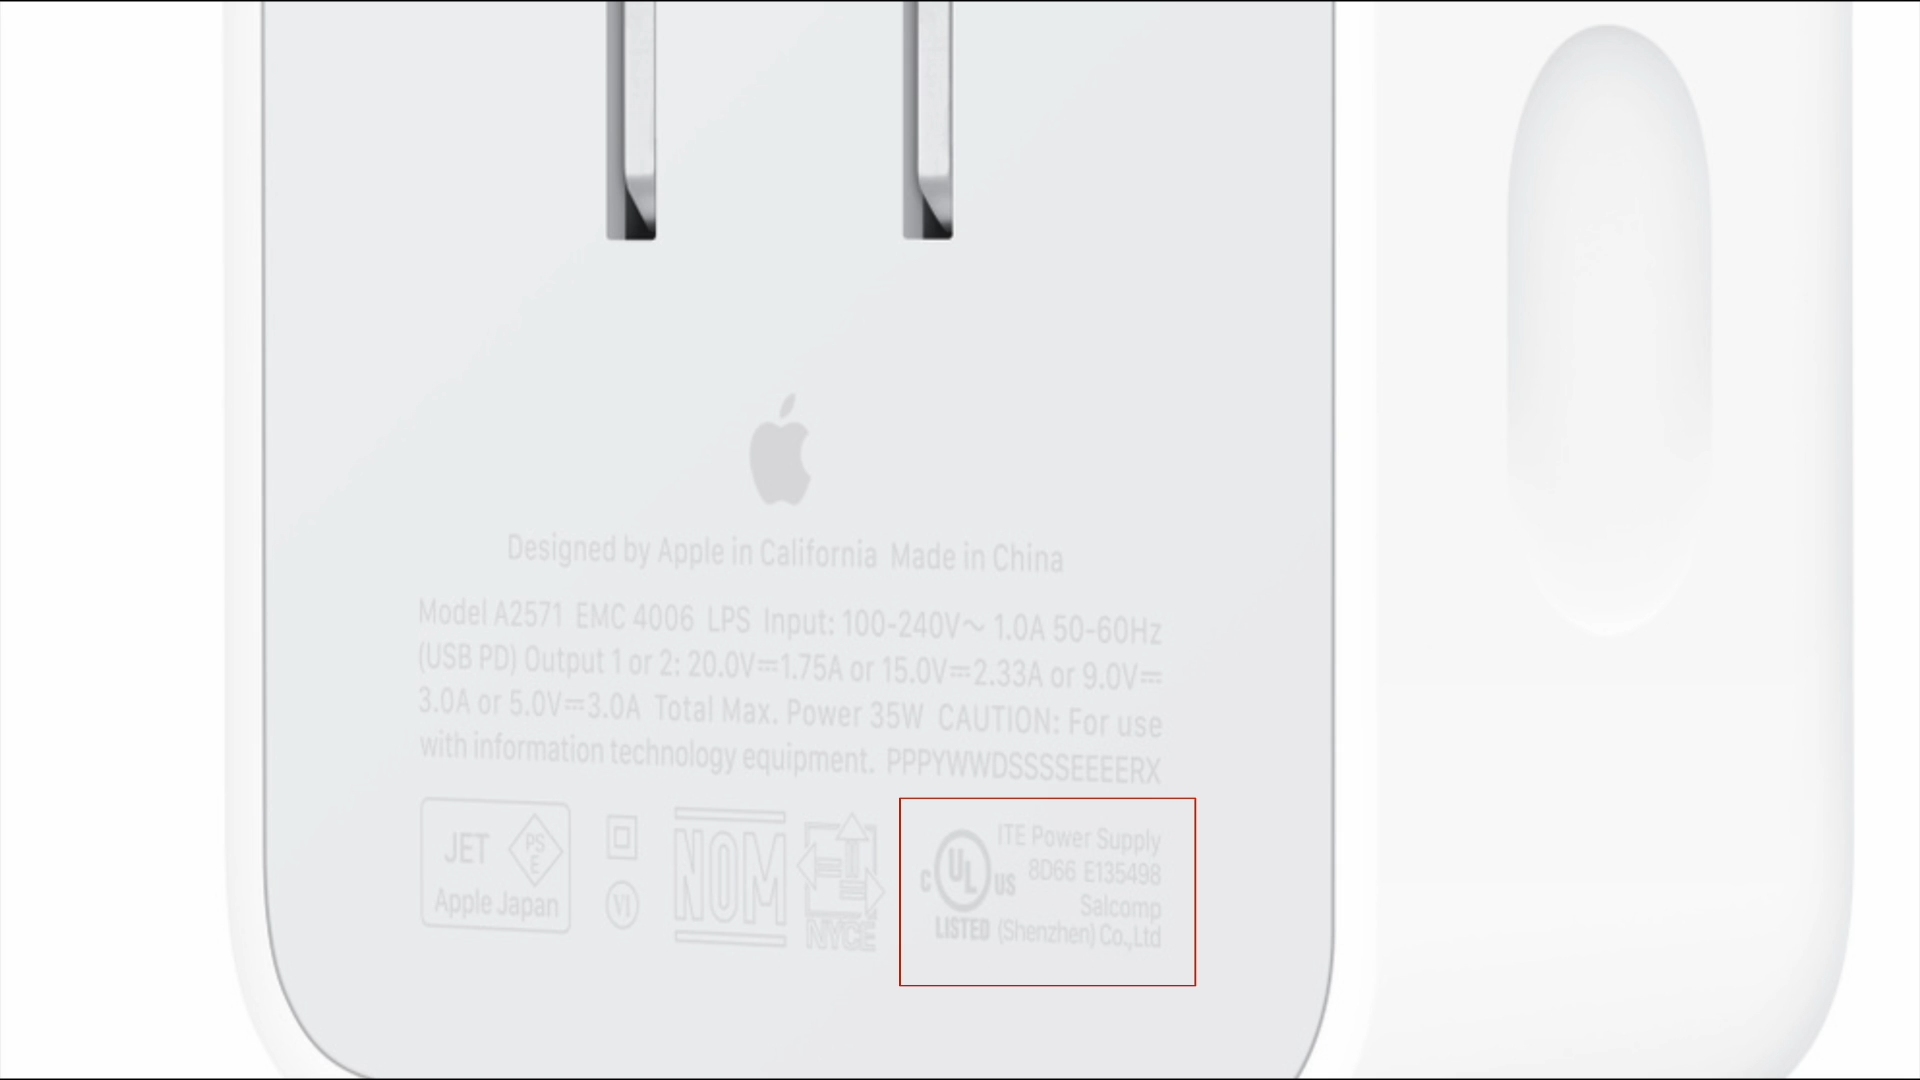 Designed by Apple in California Made in China
Model A2571 EMC 4006 LPS Input: 100-240V～ 1.0A 50-60Hz
(USB PD) Output 1 or 2: 20.0V⎓1.75A or 15.0V⎓2.33A or 9.0V⎓
3.0A or 5.0V⎓3.0A Total Max. Power 35W CAUTION: For use
with information technology equipment. PPPYWWDSSSSEEEERX
JET PS E
Apple Japan
VI
NOM
NYCE
C UL US
LISTED
ITE Power Supply
8D66 E135498
Salcomp
(Shenzhen) Co.,Ltd